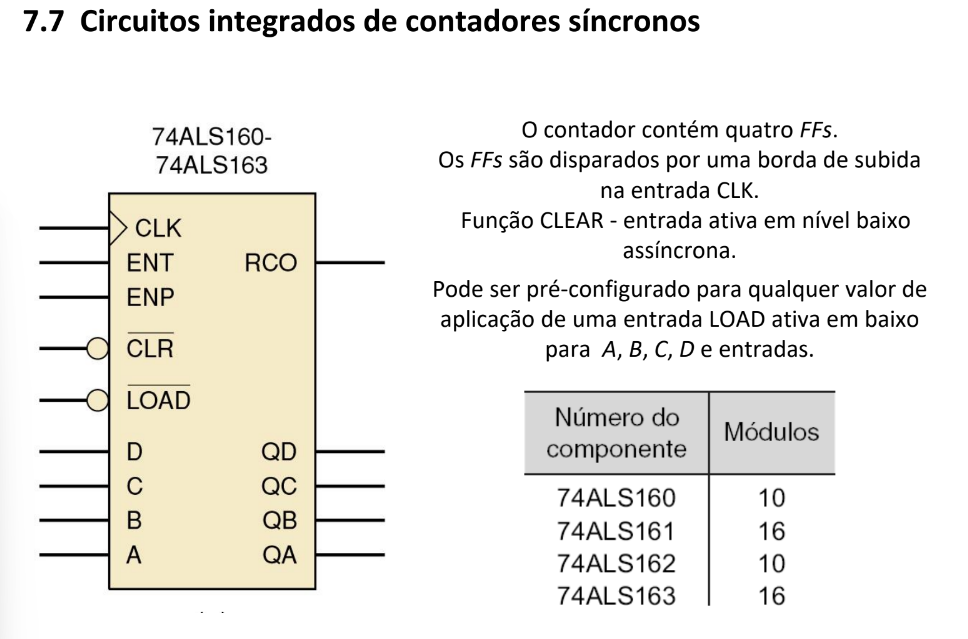 7.7 Circuitos integrados de contadores síncronos
74ALS160-
74ALS163
CLK
ENT RCO
ENP
CLR
LOAD
D QD
C QC
B QB
A QA
O contador contém quatro FFs.
Os FFs são disparados por uma borda de subida
na entrada CLK.
Função CLEAR - entrada ativa em nível baixo
assíncrona.
Pode ser pré-configurado para qualquer valor de
aplicação de uma entrada LOAD ativa em baixo
para A, B, C, D e entradas.
Número do
componente Módulos
74ALS160 10
74ALS161 16
74ALS162 10
74ALS163 16